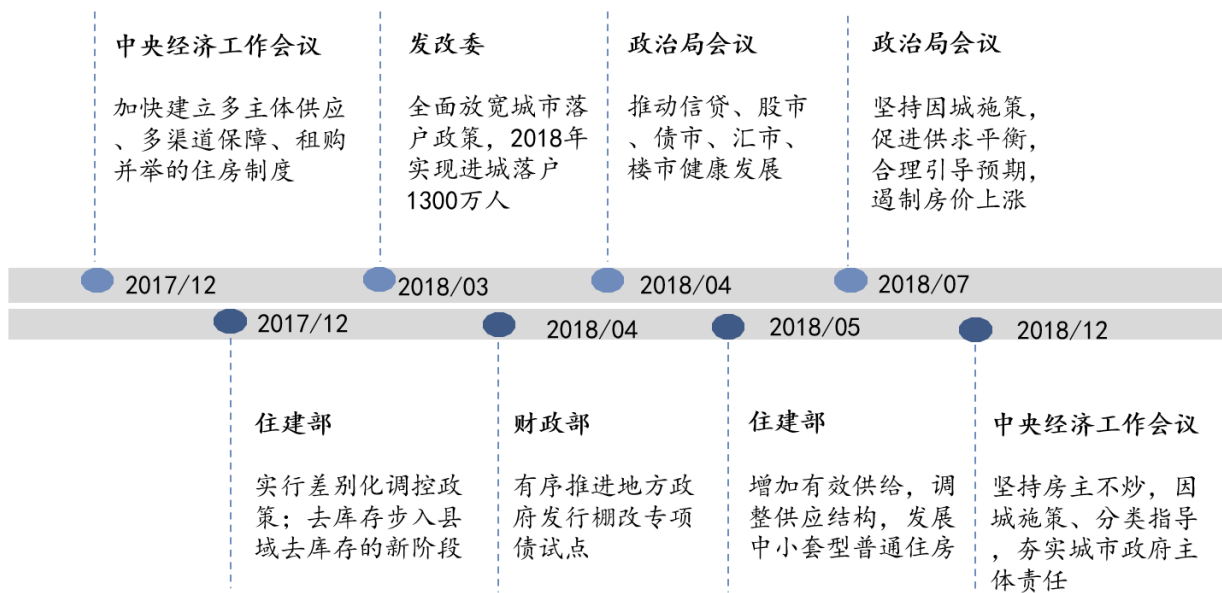 中央经济工作会议
加快建立多主体供应
、多渠道保障、租购
并举的住房制度
发改委
全面放宽城市落
户政策，2018年
实现进城落户
1300万人
政治局会议
推动信贷、股市
、债市、汇市、
楼市健康发展
政治局会议
坚持因城施策，
促进供求平衡，
合理引导预期，
遏制房价上涨
2017/12
2018/03
2018/04
2018/07
2017/12
2018/04
2018/05
2018/12
住建部
实行差别化调控政
策；去库存步入县
域去库存的新阶段
财政部
有序推进地方政
府发行棚改专项
债试点
住建部
增加有效供给，调
整供应结构，发展
中小套型普通住房
中央经济工作会议
坚持房主不炒，因
城施策、分类指导
，夯实城市政府主
体责任